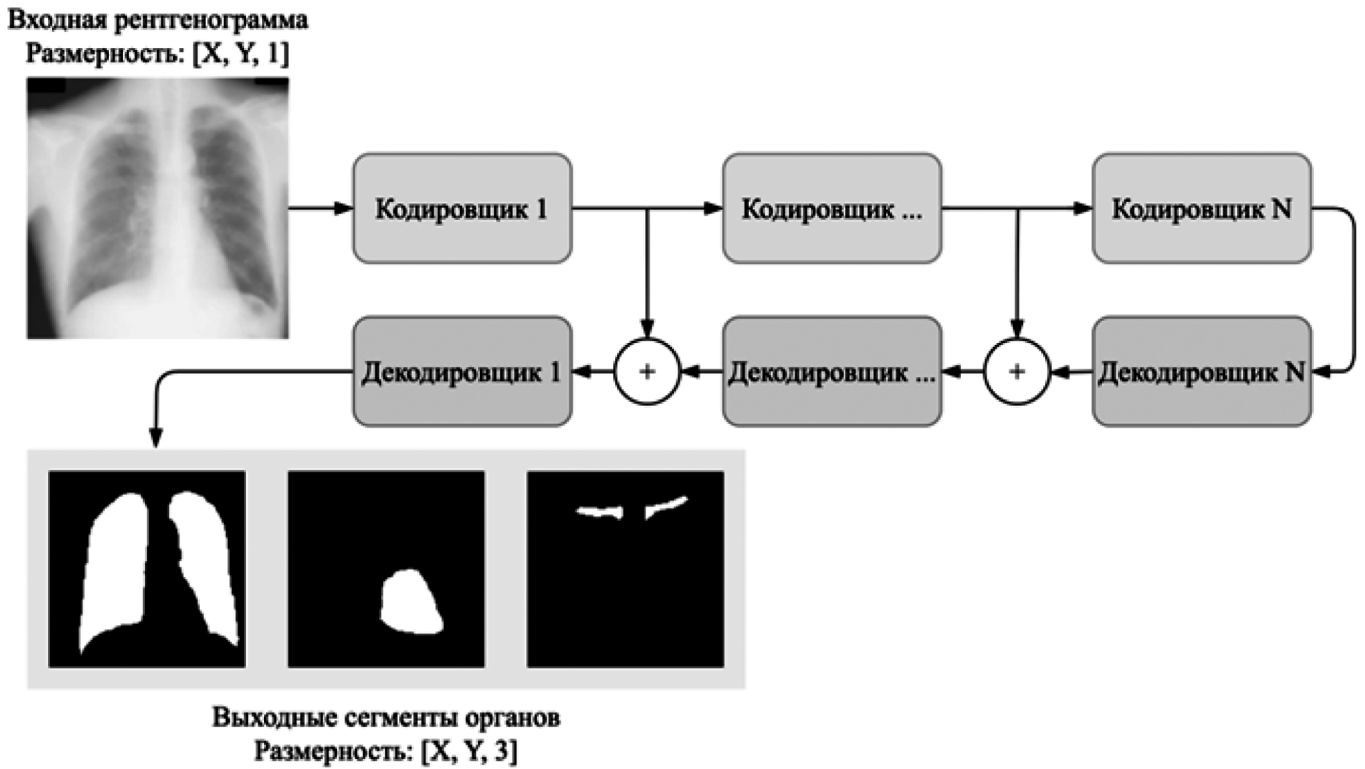 Входная рентгенограмма
Размерность: [X, Y, 1]
Кодировщик 1
Кодировщик ...
Кодировщик N
Декодировщик 1
+
Декодировщик ...
+
Декодировщик N
Выходные сегменты органов
Размерность: [X, Y, 3]